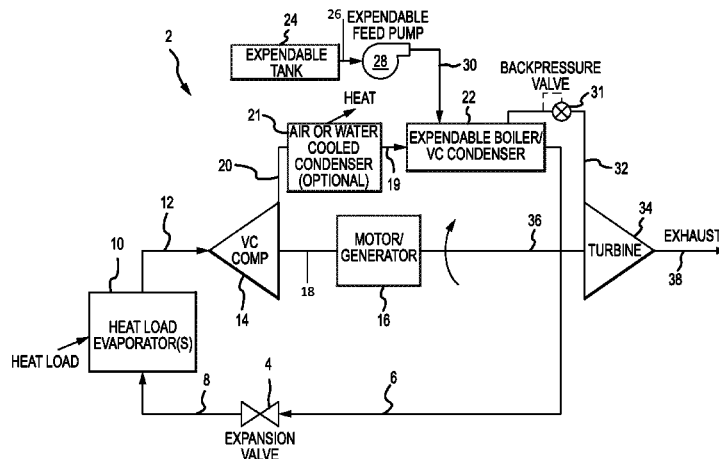 EXPENDABLE
FEED PUMP
24
26
2
EXPENDABLE
TANK
28
30
BACKPRESSURE
VALVE
HEAT
21
22
31
AIR OR WATER
COOLED
CONDENSER
(OPTIONAL)
EXPENDABLE BOILER/
VC CONDENSER
20
19
32
12
34
10
VC
COMP
MOTOR/
GENERATOR
36
TURBINE
EXHAUST
18
38
14
16
HEAT LOAD
EVAPORATOR(S)
HEAT LOAD
8
4
6
EXPANSION
VALVE